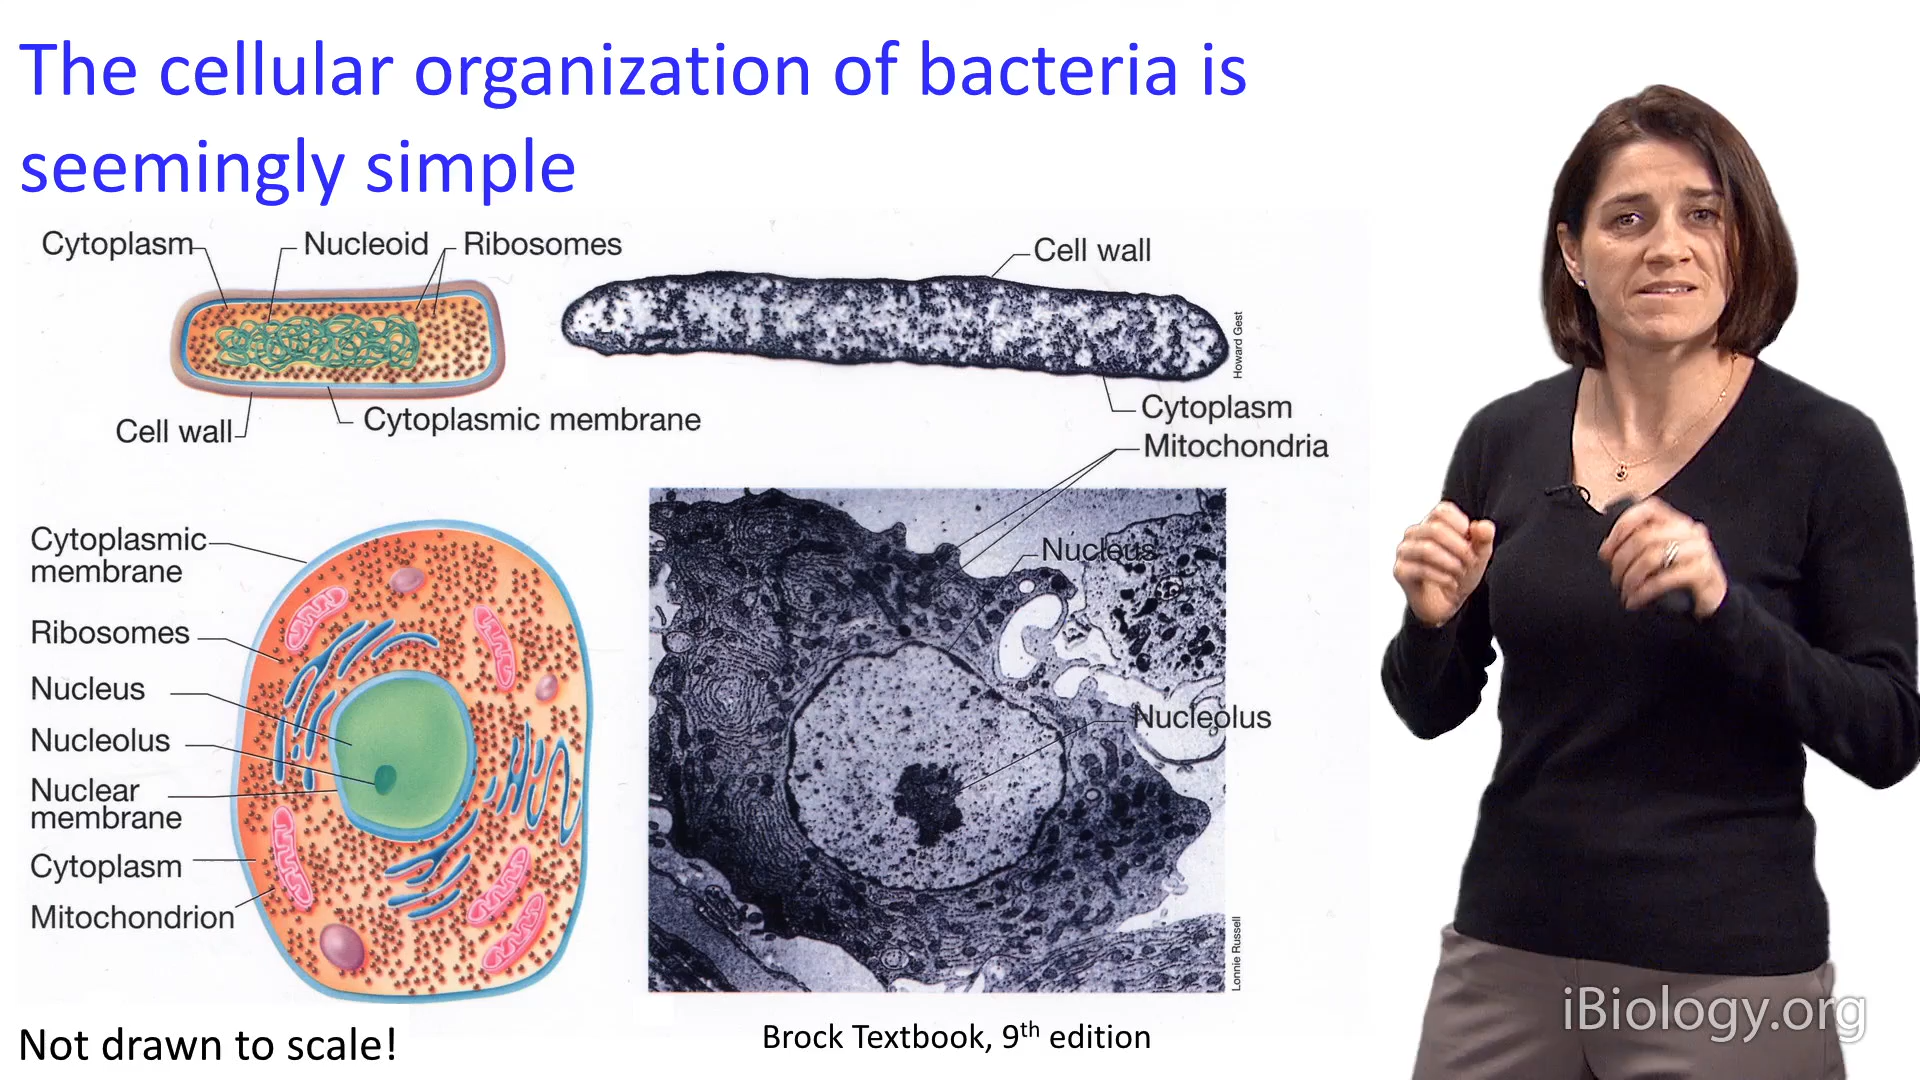 The cellular organization of bacteria is
seemingly simple
Cytoplasm
Nucleoid
Ribosomes
Cell wall
Cytoplasmic membrane
Cell wall
Howard Gest
Cytoplasm
Mitochondria
Cytoplasmic
membrane
Ribosomes
Nucleus
Nucleolus
Nuclear
membrane
Cytoplasm
Mitochondrion
Nucleus
Nucleolus
Lonnie Russell
Not drawn to scale!
Brock Textbook, 9th edition
iBiology.org